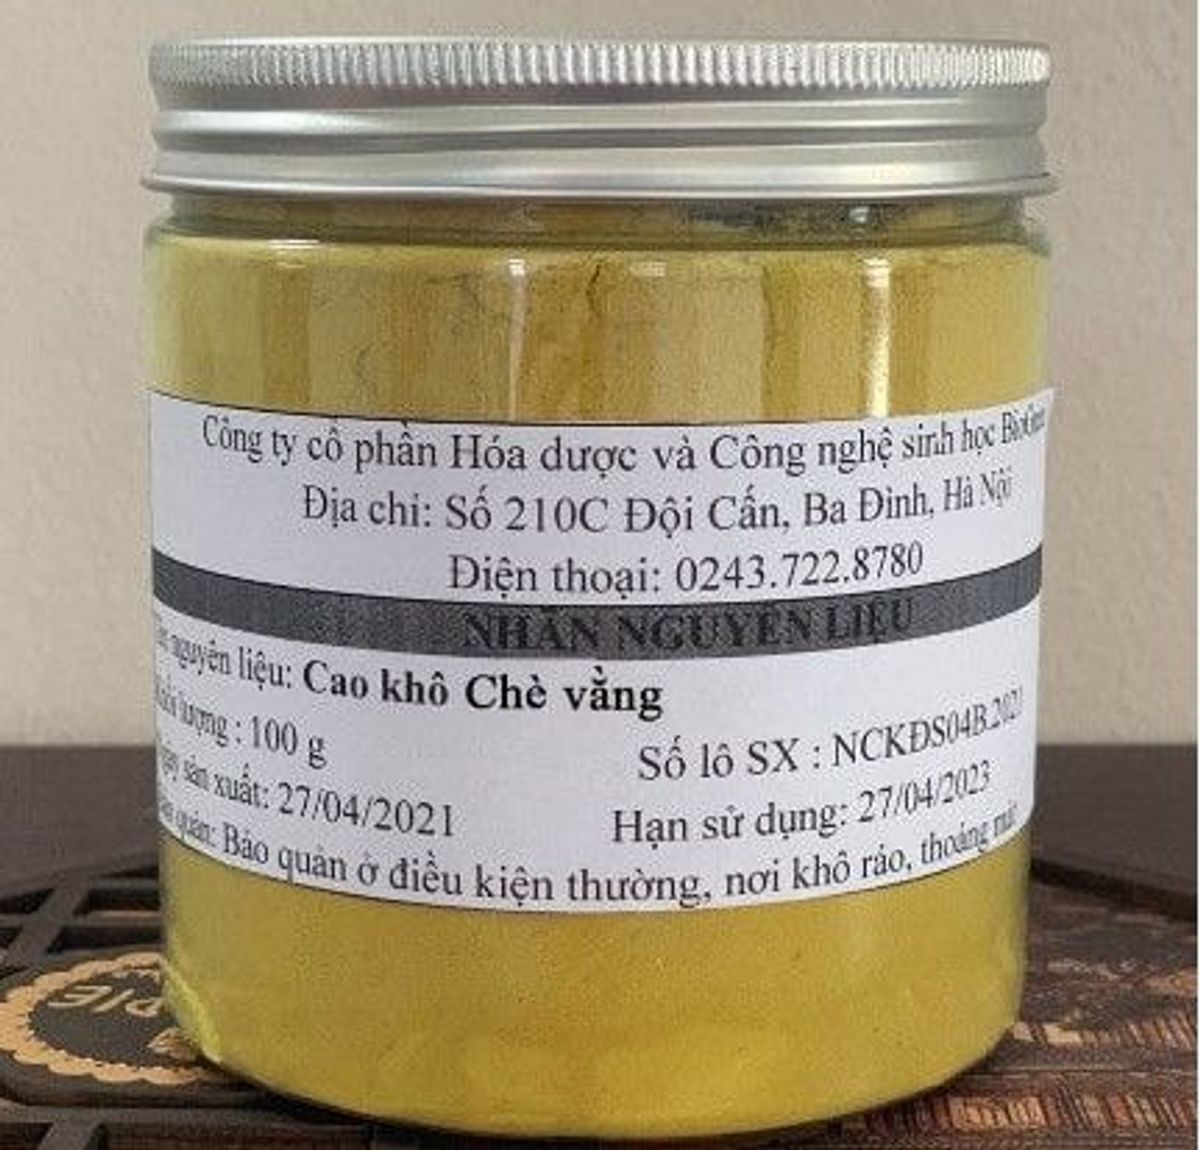 Công ty cổ phần Hóa dược và Công nghệ sinh học
Địa chỉ: Số 210C Đội Cấn, Ba Đình, Hà Nội
Điện thoại: 0243.722.8780
NHÃN NGUYÊN LIỆU
nguyên liệu: Cao khô Chè vằng
lượng : 100 g
Số lô SX : NCKĐS04B.2021
sản xuất: 27/04/2021
Hạn sử dụng: 27/04/2023
quản: Bảo quản ở điều kiện thường, nơi khô ráo, thoáng mát
PIE